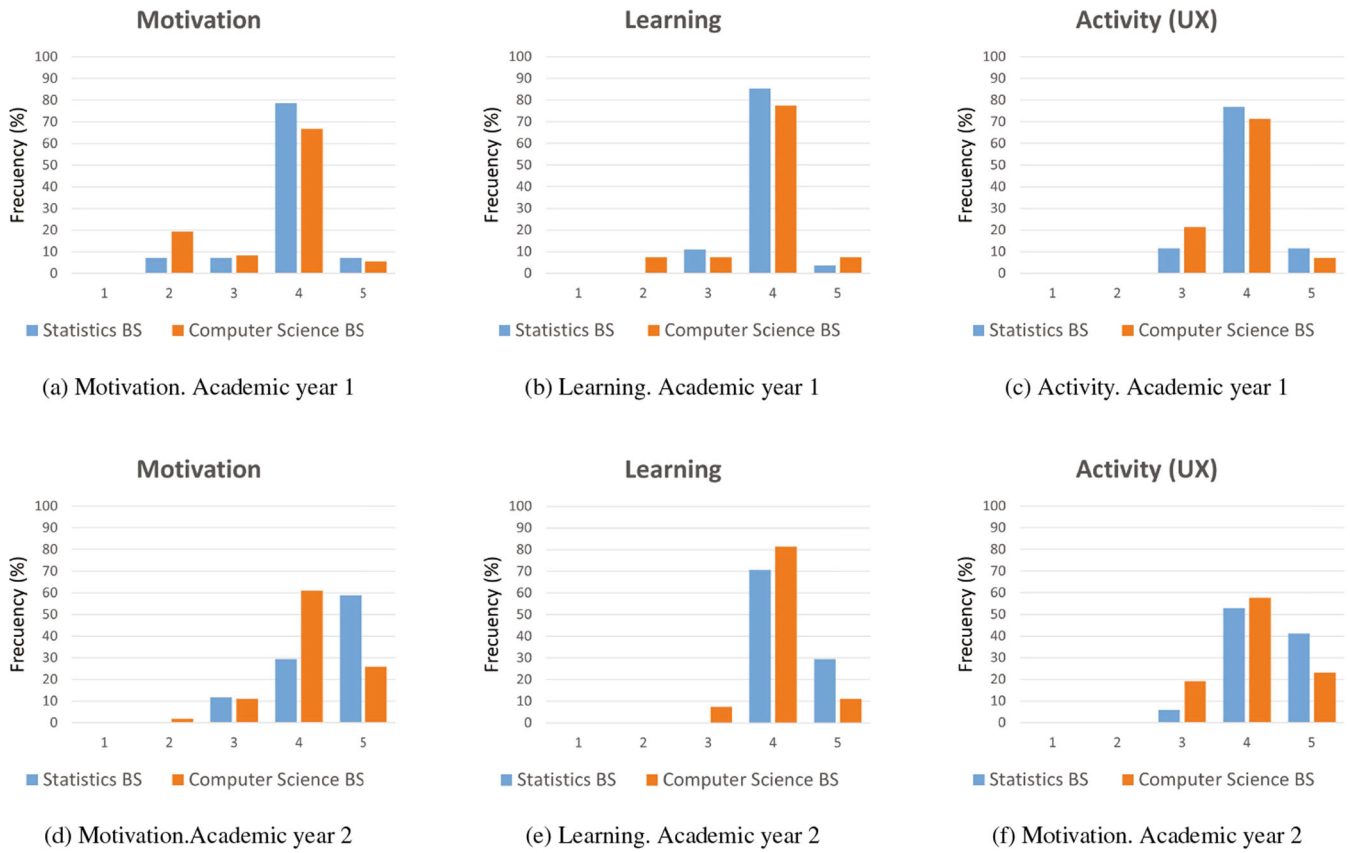 Motivation
100
90
80
70
60
50
40
30
20
10
0
Frecuency (%)
1 2 3 4 5
Statistics BS Computer Science BS
(a) Motivation. Academic year 1
Learning
100
90
80
70
60
50
40
30
20
10
0
Frecuency (%)
1 2 3 4 5
Statistics BS Computer Science BS
(b) Learning. Academic year 1
Activity (UX)
100
90
80
70
60
50
40
30
20
10
0
Frecuency (%)
1 2 3 4 5
Statistics BS Computer Science BS
(c) Activity. Academic year 1
Motivation
100
90
80
70
60
50
40
30
20
10
0
Frecuency (%)
1 2 3 4 5
Statistics BS Computer Science BS
(d) Motivation.Academic year 2
Learning
100
90
80
70
60
50
40
30
20
10
0
Frecuency (%)
1 2 3 4 5
Statistics BS Computer Science BS
(e) Learning. Academic year 2
Activity (UX)
100
90
80
70
60
50
40
30
20
10
0
Frecuency (%)
1 2 3 4 5
Statistics BS Computer Science BS
(f) Motivation. Academic year 2